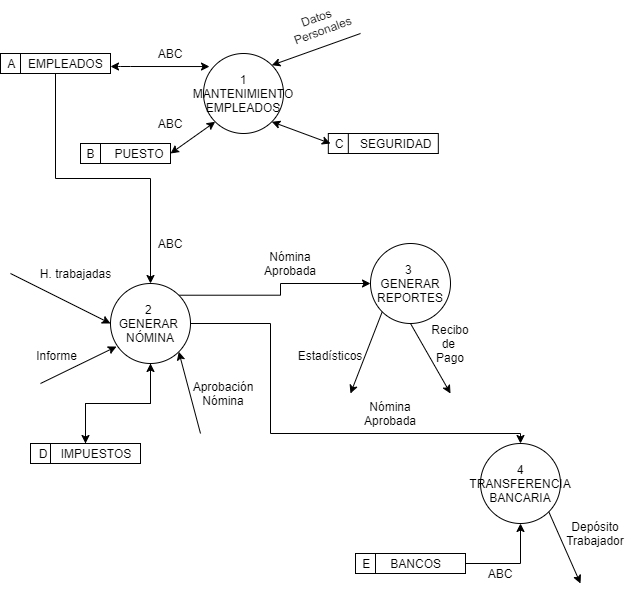 Datos
Personales
A EMPLEADOS
ABC
1
MANTENIMIENTO
EMPLEADOS
ABC
B PUESTO
C SEGURIDAD
ABC
H. trabajadas
Nómina
Aprobada
3
GENERAR
REPORTES
2
GENERAR
NÓMINA
Informe
Estadísticos
Recibo
de
Pago
Aprobación
Nómina
Nómina
Aprobada
D IMPUESTOS
4
TRANSFERENCIA
BANCARIA
Depósito
Trabajador
E BANCOS
ABC